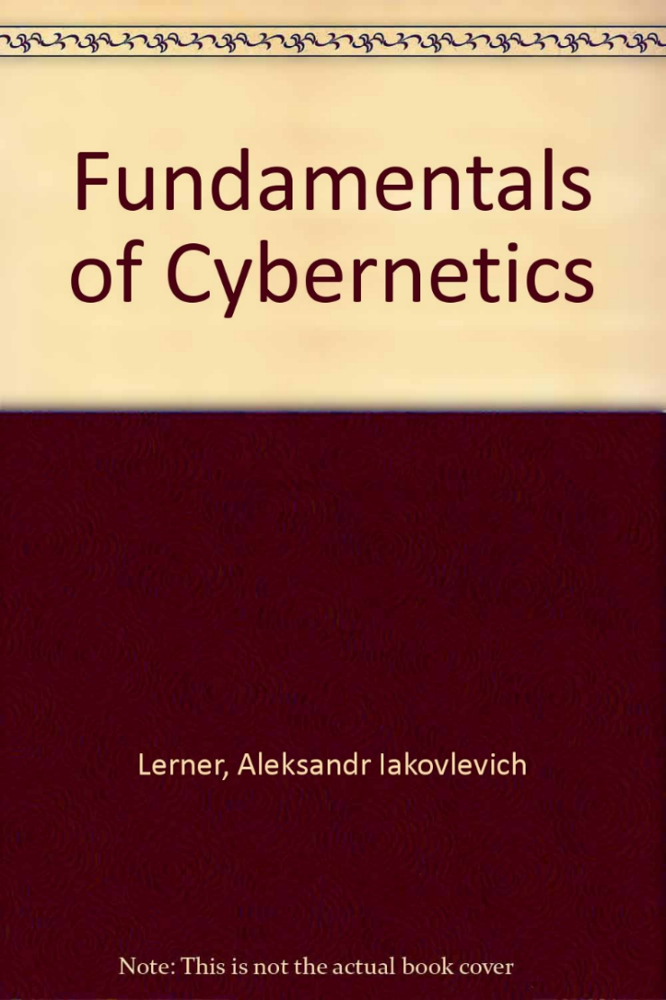 Fundamentals
of Cybernetics
Lerner, Aleksandr Iakovlevich
Note: This is not the actual book cover